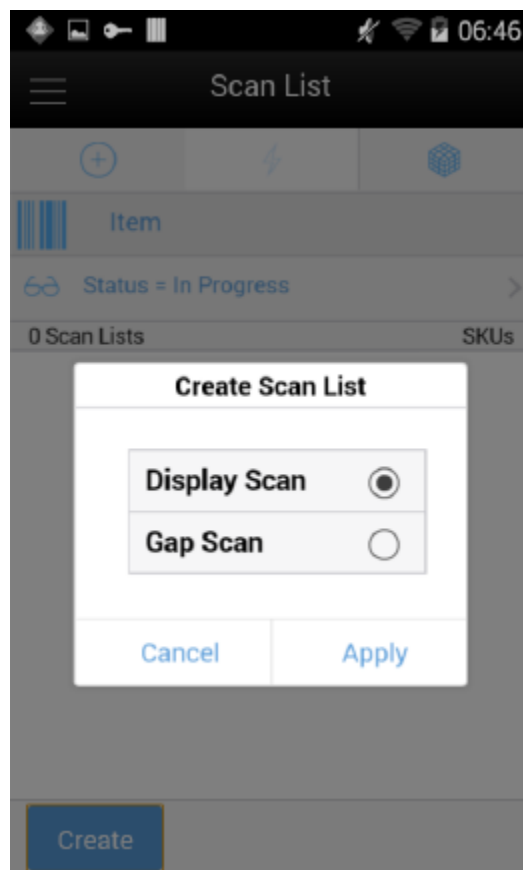 06:46
Scan List
Item
Status = In Progress
0 Scan Lists SKUs
Create Scan List
Display Scan
Gap Scan
Cancel Apply
Create